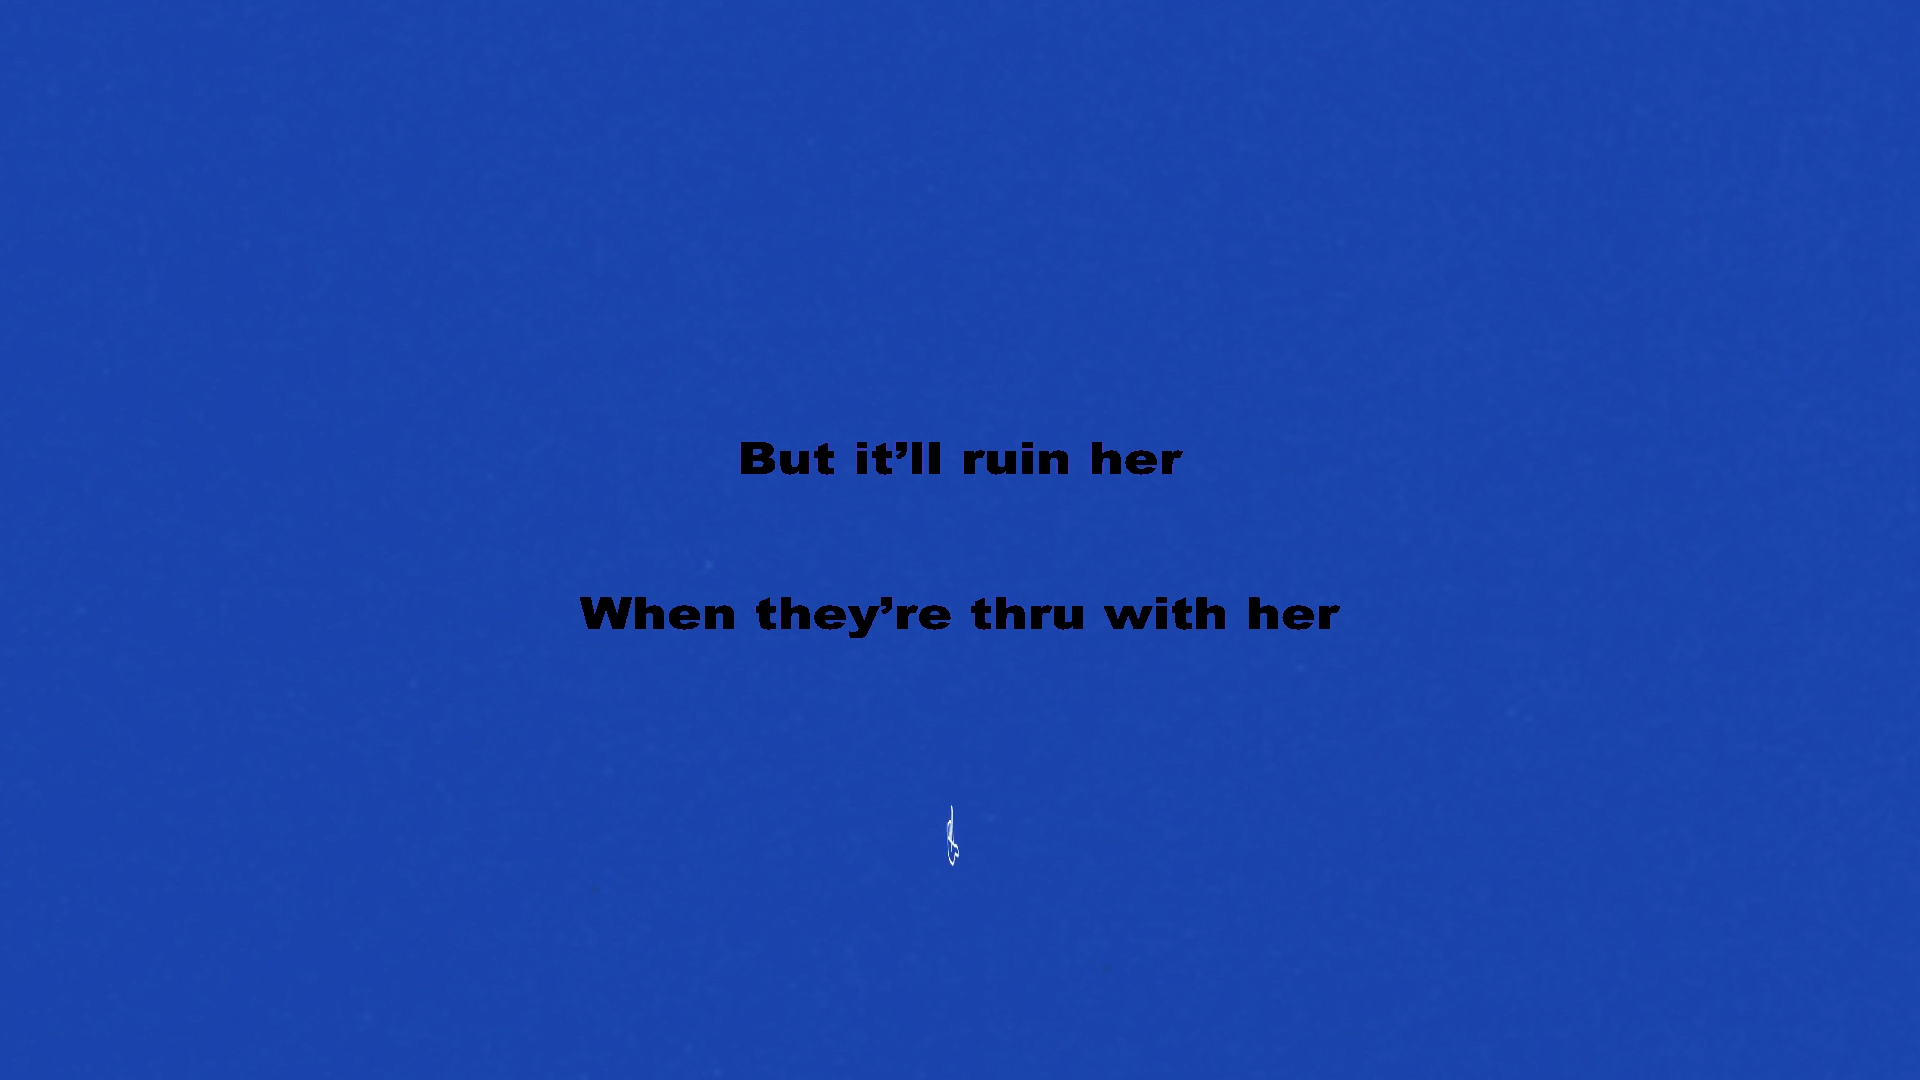 But it’ll ruin her
When they’re thru with her